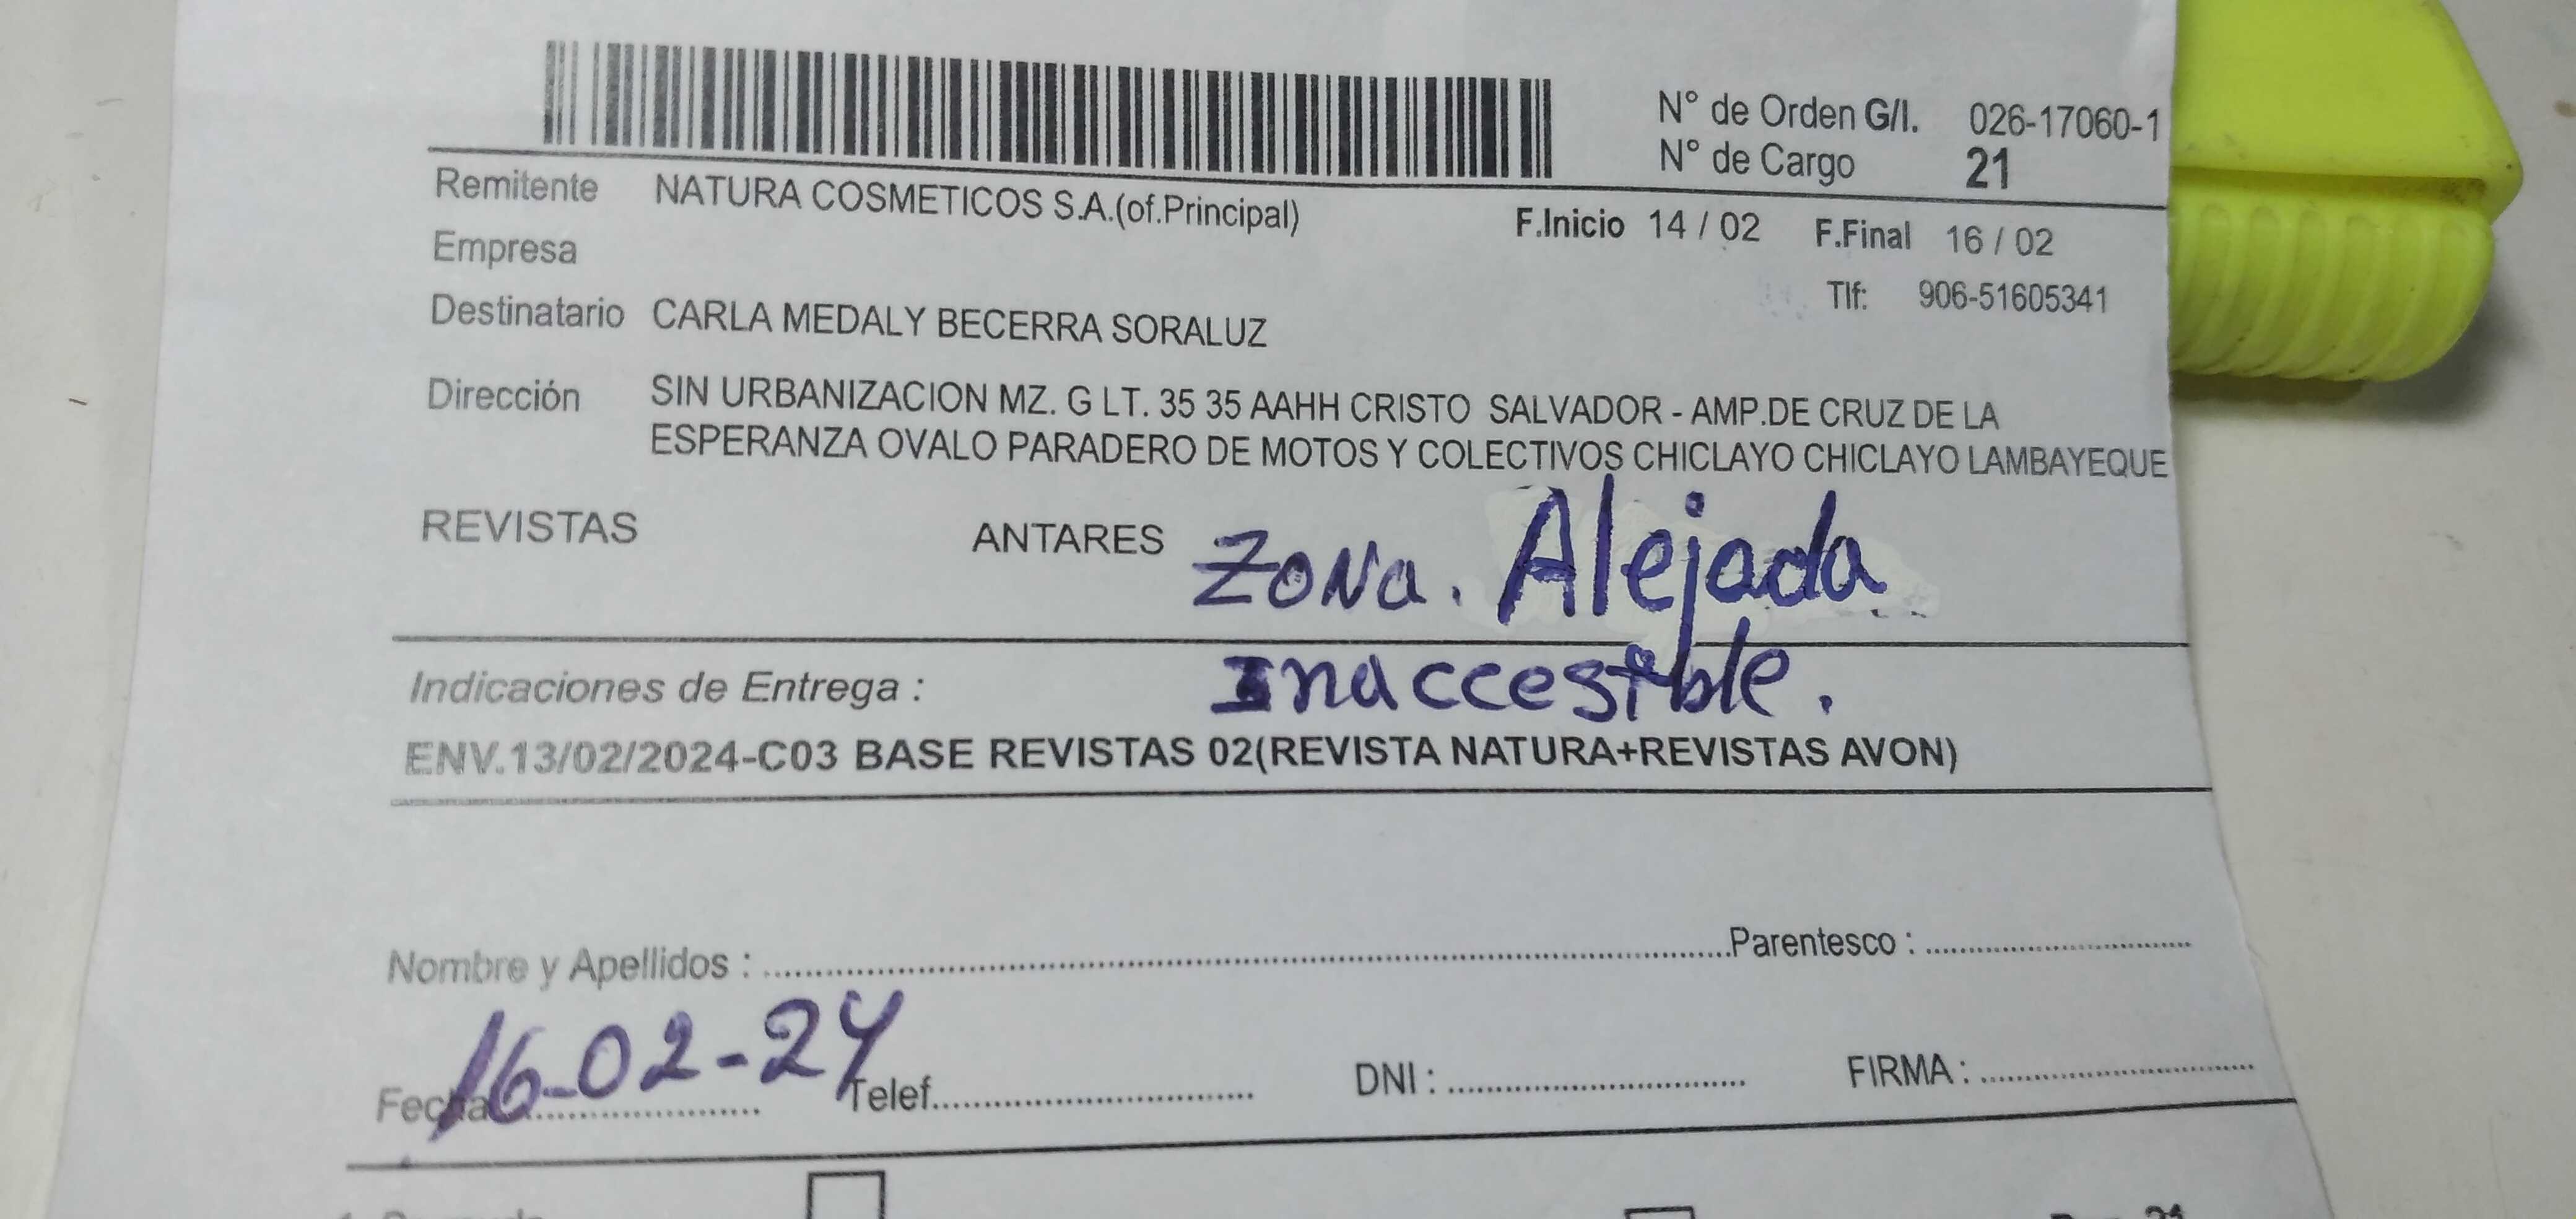 N° de Orden G/I. 026-17060-1
N° de Cargo 21
Remitente NATURA COSMETICOS S.A.(of.Principal)
F.Inicio 14 / 02 F.Final 16 / 02
Empresa
Tlf: 906-51605341
Destinatario CARLA MEDALY BECERRA SORALUZ
Dirección SIN URBANIZACION MZ. G LT. 35 35 AAHH CRISTO SALVADOR - AMP.DE CRUZ DE LA
ESPERANZA OVALO PARADERO DE MOTOS Y COLECTIVOS CHICLAYO CHICLAYO LAMBAYEQUE
REVISTAS ANTARES Zona. Alejada
Indicaciones de Entrega : Inaccesible.
ENV.13/02/2024-C03 BASE REVISTAS 02(REVISTA NATURA+REVISTAS AVON)
Nombre y Apellidos : Parentesco :
Fecha 16-02-24 Telef. DNI : FIRMA :